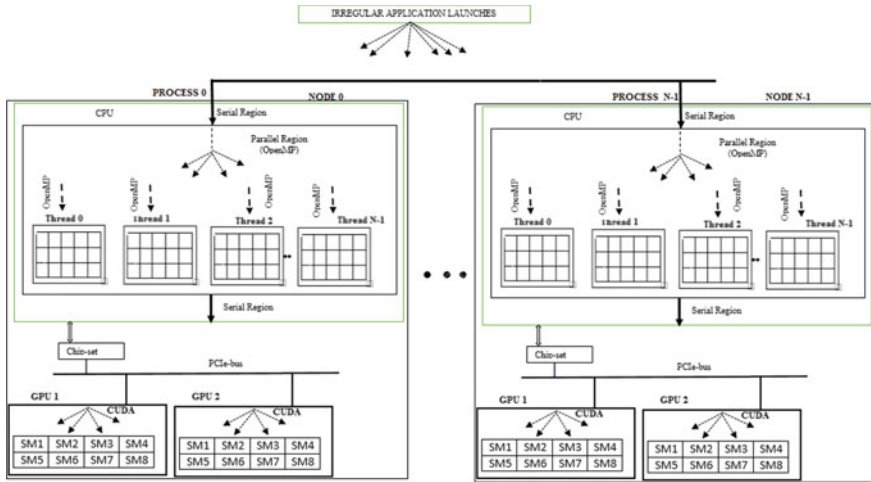 IRREGULAR APPLICATION LAUNCHES
PROCESS 0 NODE 0
CPU Serial Region
Parallel Region
(OpenMP)
OpenMP OpenMP OpenMP OpenMP
Thread 0 Thread 1 Thread 2 Thread N-1
Serial Region
Chip-set
PCIe-bus
GPU 1 CUDA
SM1 SM2 SM3 SM4
SM5 SM6 SM7 SM8
GPU 2 CUDA
SM1 SM2 SM3 SM4
SM5 SM6 SM7 SM8
PROCESS N-1 NODE N-1
CPU Serial Region
Parallel Region
(OpenMP)
OpenMP OpenMP OpenMP OpenMP
Thread 0 Thread 1 Thread 2 Thread N-1
Serial Region
Chip-set
PCIe-bus
GPU 1 CUDA
SM1 SM2 SM3 SM4
SM5 SM6 SM7 SM8
GPU 2 CUDA
SM1 SM2 SM3 SM4
SM5 SM6 SM7 SM8